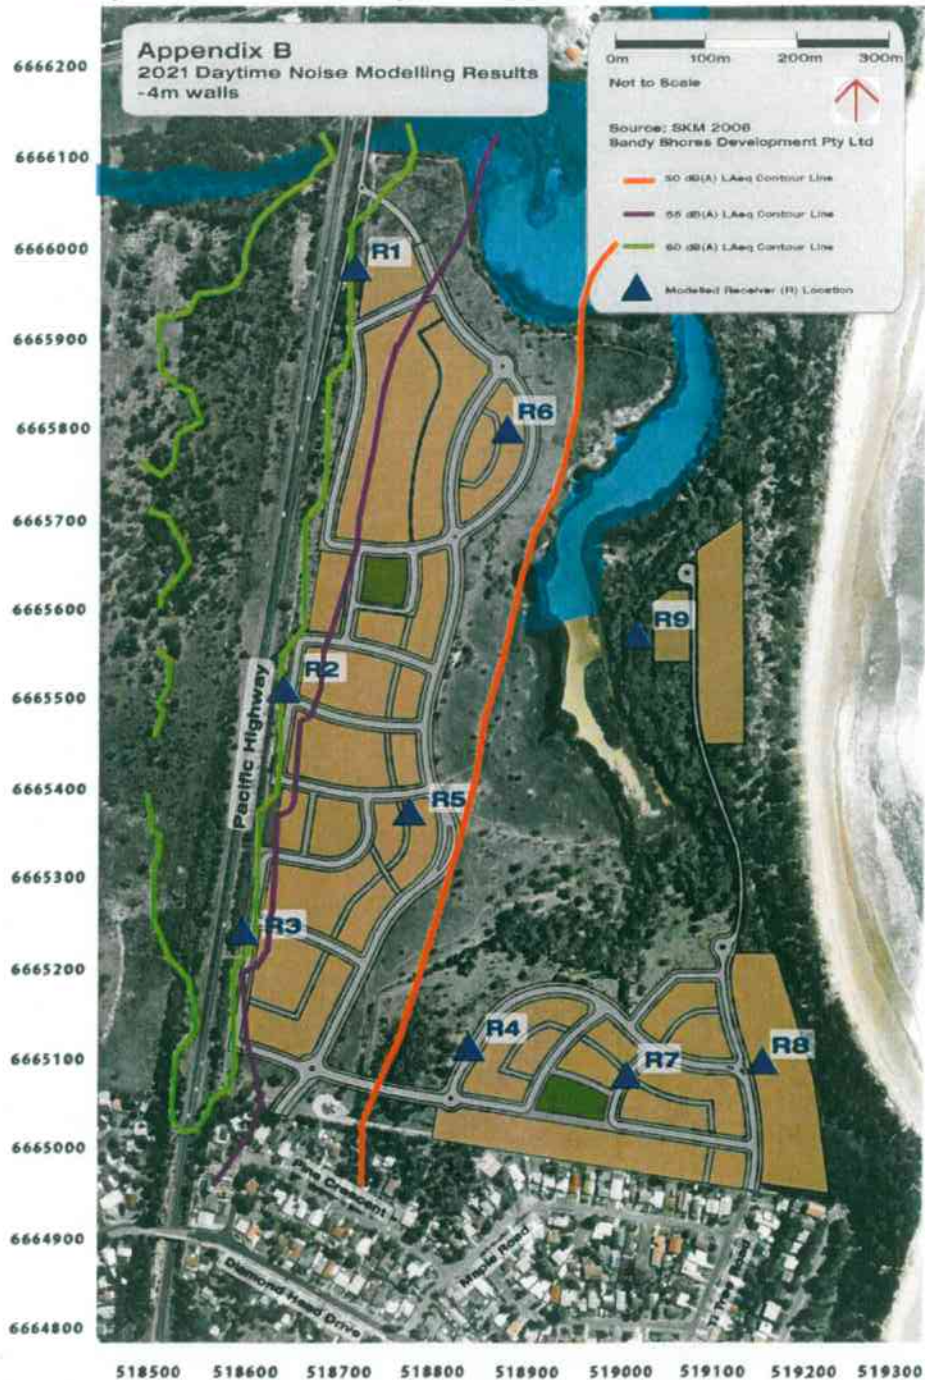 Appendix B
2021 Daytime Noise Modelling Results
-4m walls
0m 100m 200m 300m
Not to Scale
Source: SKM 2006
Sandy Shores Development Pty Ltd
50 dB(A) LAeq Contour Line
55 dB(A) LAeq Contour Line
60 dB(A) LAeq Contour Line
Modelled Receiver (R) Location
6666200
6666100
6666000
6665900
6665800
6665700
6665600
6665500
6665400
6665300
6665200
6665100
6665000
6664900
6664800
R1
R6
R9
R2
Pacific Highway
R5
R3
R4
R7
R8
Pine Crescent
Maple Road
Diamond Head Drive
Ti Tree Road
518500 518600 518700 518800 518900 519000 519100 519200 519300